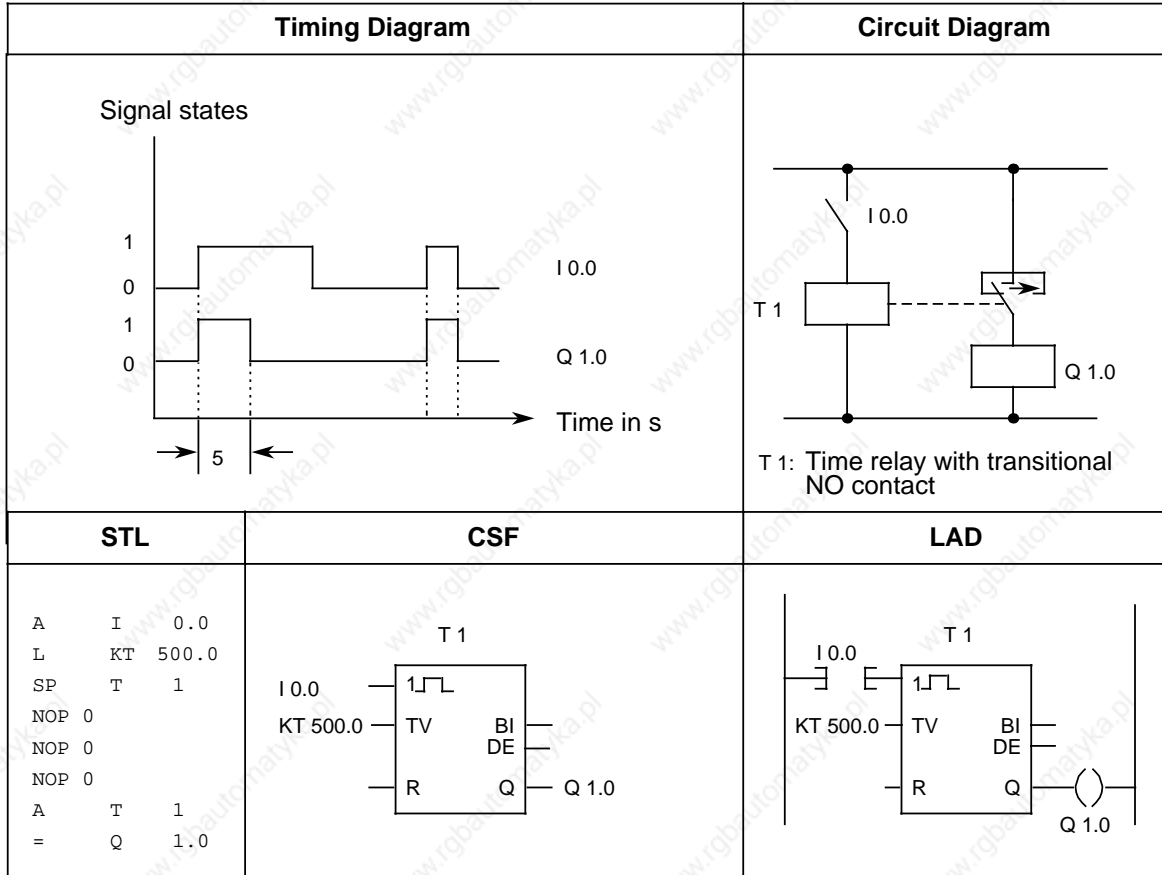 Timing Diagram
Circuit Diagram
Signal states
1
0
I 0.0
1
0
Q 1.0
Time in s
5
I 0.0
T 1
Q 1.0
T 1: Time relay with transitional
NO contact
STL
CSF
LAD
A I 0.0
L KT 500.0
SP T 1
NOP 0
NOP 0
NOP 0
A T 1
= Q 1.0
T 1
I 0.0
1
KT 500.0
TV
BI
DE
R
Q
Q 1.0
T 1
I 0.0
1
KT 500.0
TV
BI
DE
R
Q
Q 1.0
www.rgbautomatyka.pl